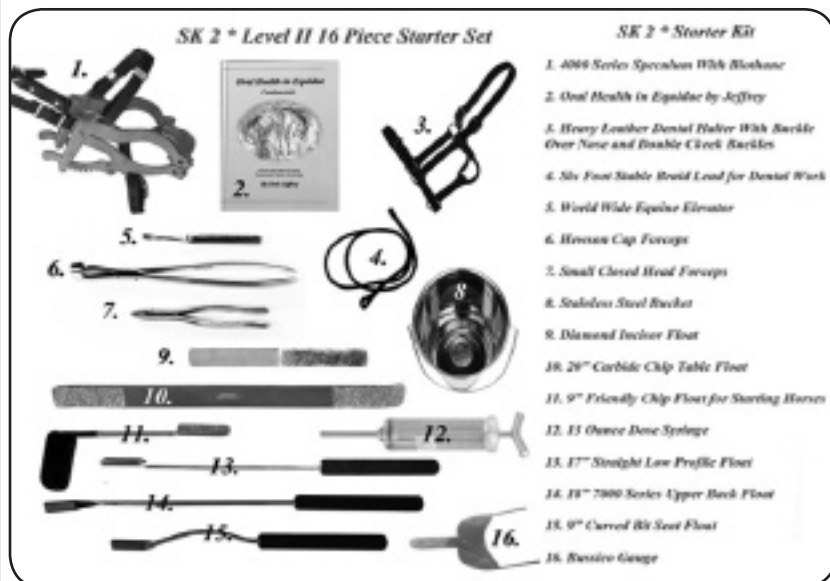 SK 2 * Level II 16 Piece Starter Set
1.
Oral Health in Equidae
2.
3.
4.
5.
6.
7.
8
9.
10.
11.
12.
13.
14.
15.
16.
SK 2 * Starter Kit
1. 4000 Series Speculum With Biothane
2. Oral Health in Equidae by Jeffrey
3. Heavy Leather Dental Halter With Buckle
Over Nose and Double Cheek Buckles
4. Six Foot Stable Braid Lead for Dental Work
5. World Wide Equine Elevator
6. Cap Forceps
7. Small Closed Head Forceps
8. Stainless Steel Bucket
9. Diamond Incisor Float
10. 20" Carbide Chip Table Float
11. 9" Friendly Chip Float for Starting Horses
12. 15 Ounce Dose Syringe
13. 17" Straight Low Profile Float
14. 18" 7000 Series Upper Back Float
15. 9" Curved Bit Seat Float
16. Gauge